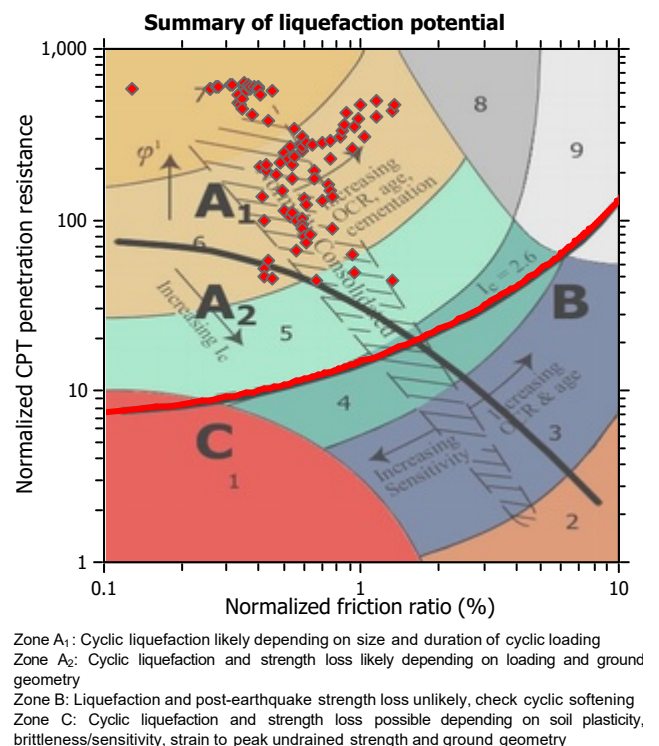 Summary of liquefaction potential
Normalized CPT penetration resistance
1,000
100
10
1
8
9
φ¹
A1
Increasing
OCR, age,
cementation
6
Consolidated
A2
Increasing Ic
5
Ic = 2.6
B
4
Increasing
OCR & age
3
C
1
Increasing
Sensitivity
2
0.1
1
10
Normalized friction ratio (%)
Zone A1: Cyclic liquefaction likely depending on size and duration of cyclic loading
Zone A2: Cyclic liquefaction and strength loss likely depending on loading and ground
geometry
Zone B: Liquefaction and post-earthquake strength loss unlikely, check cyclic softening
Zone C: Cyclic liquefaction and strength loss possible depending on soil plasticity,
brittleness/sensitivity, strain to peak undrained strength and ground geometry